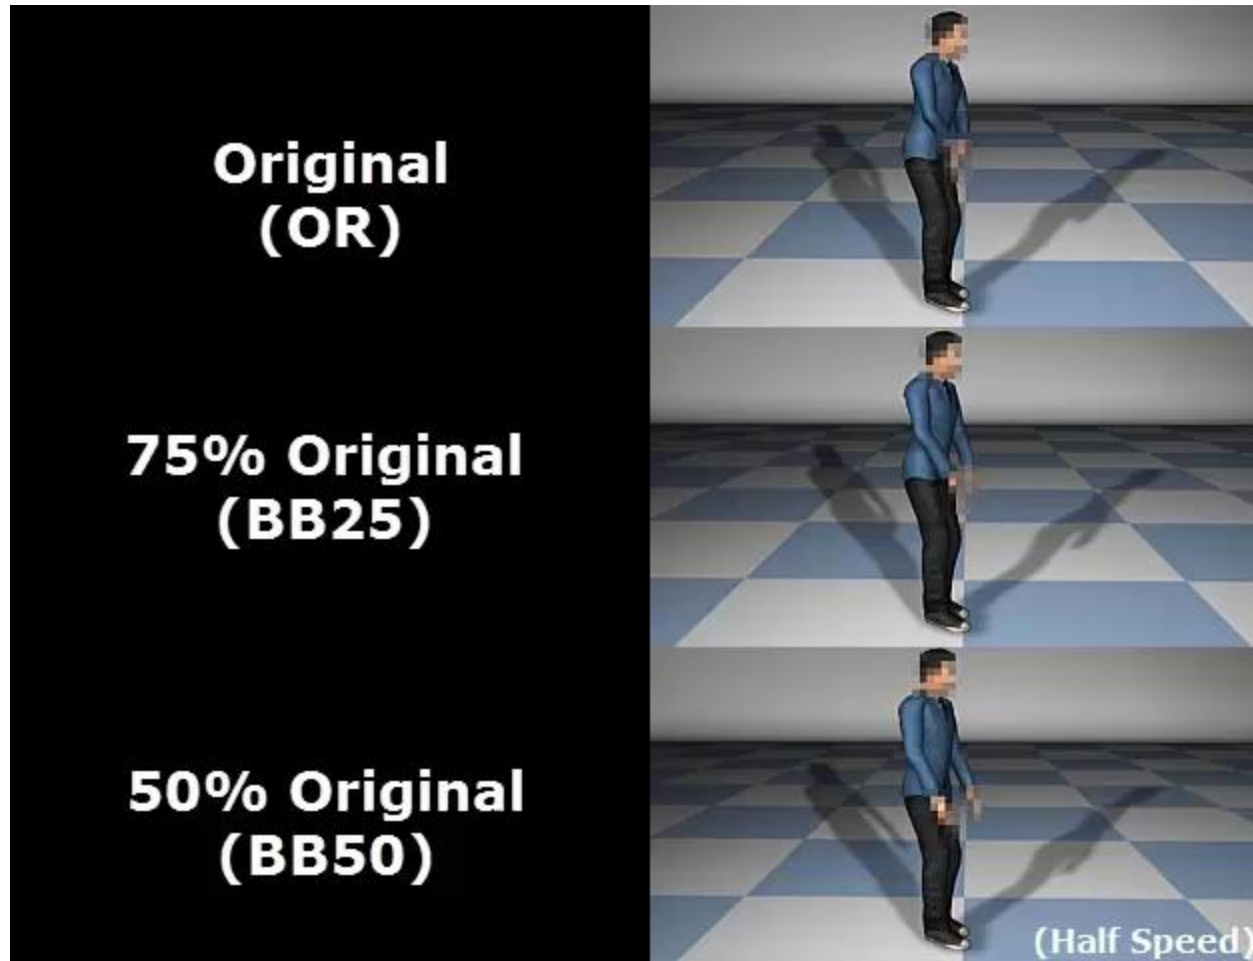 Original
(OR)
75% Original
(BB25)
50% Original
(BB50)
(Half Speed)